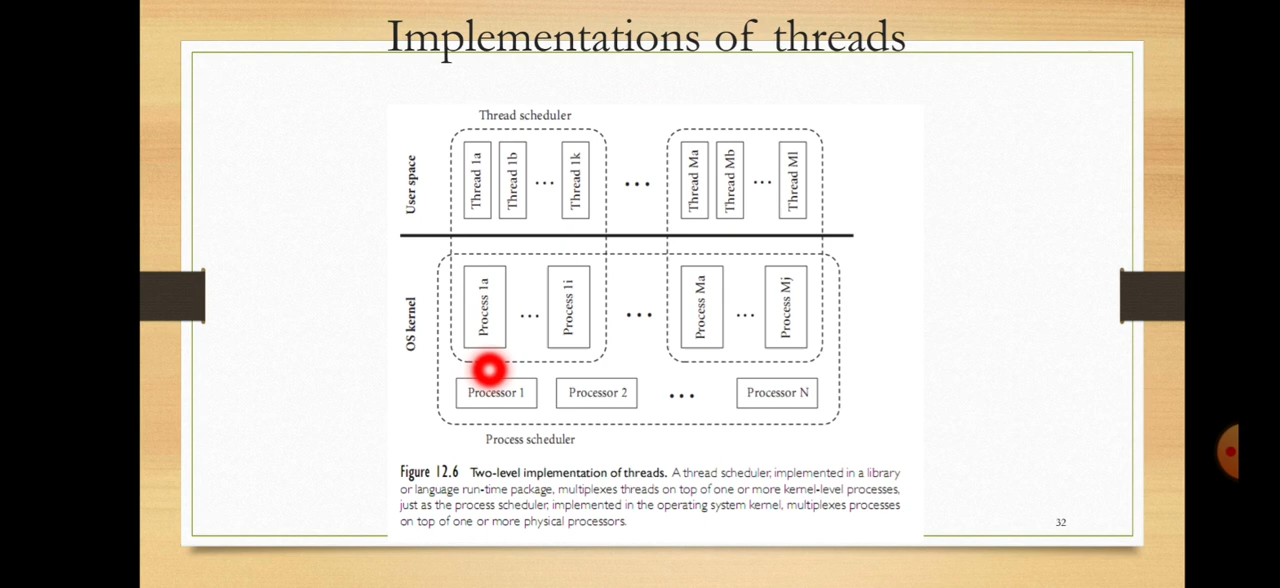 Implementations of threads
Thread scheduler
User space
Thread 1a
Thread 1b
...
Thread 1k
...
Thread Ma
Thread Mb
...
Thread Ml
OS kernel
Process 1a
...
Process 1i
...
Process Ma
...
Process Mj
Processor 1
Processor 2
...
Processor N
Process scheduler
Figure 12.6 Two-level implementation of threads. A thread scheduler, implemented in a library
or language run-time package, multiplexes threads on top of one or more kernel-level processes,
just as the process scheduler, implemented in the operating system kernel, multiplexes processes
on top of one or more physical processors.
32